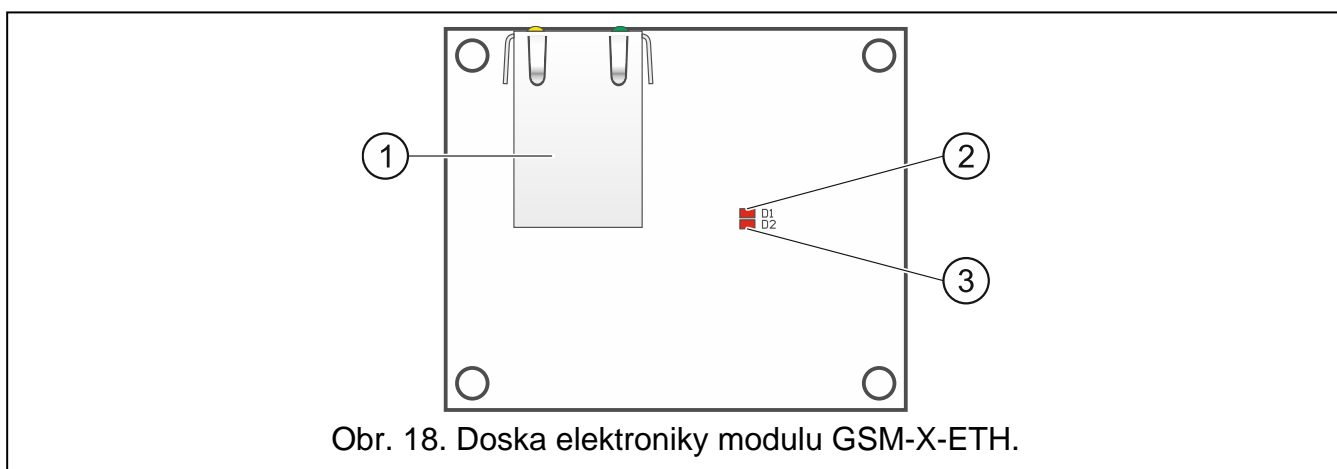 1
2
D1
D2
3
Obr. 18. Doska elektroniky modulu GSM-X-ETH.